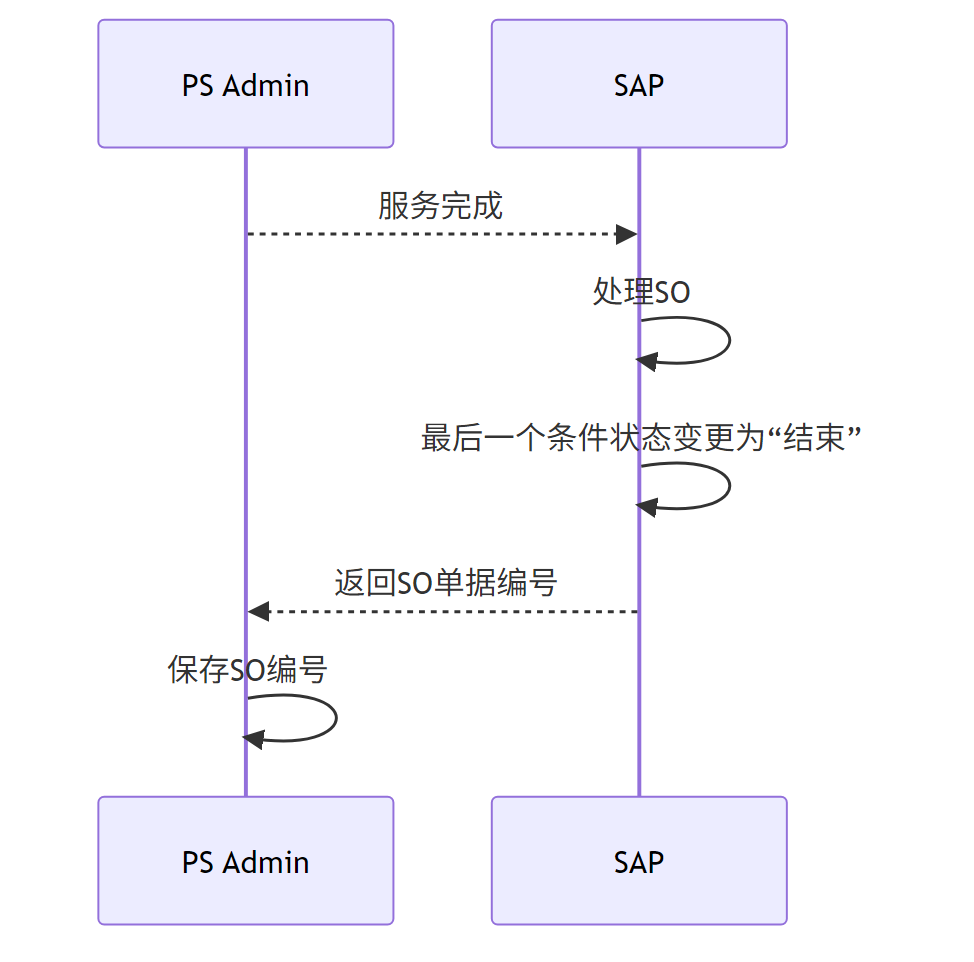 PS Admin
SAP
服务完成
处理SO
最后一个条件状态变更为“结束”
返回SO单据编号
保存SO编号
PS Admin
SAP